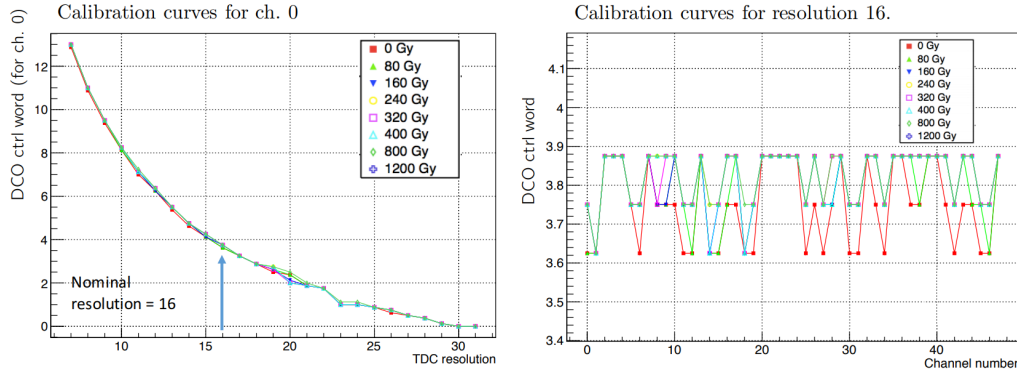 Calibration curves for ch. 0
DCO ctrl word (for ch. 0)
12
10
8
6
4
2
0
0 Gy
80 Gy
160 Gy
240 Gy
320 Gy
400 Gy
800 Gy
1200 Gy
Nominal
resolution = 16
10 15 20 25 30
TDC resolution
Calibration curves for resolution 16.
DCO ctrl word
4.1
4
3.9
3.8
3.7
3.6
3.5
3.4
0 Gy
80 Gy
160 Gy
240 Gy
320 Gy
400 Gy
800 Gy
1200 Gy
0 10 20 30 40
Channel number